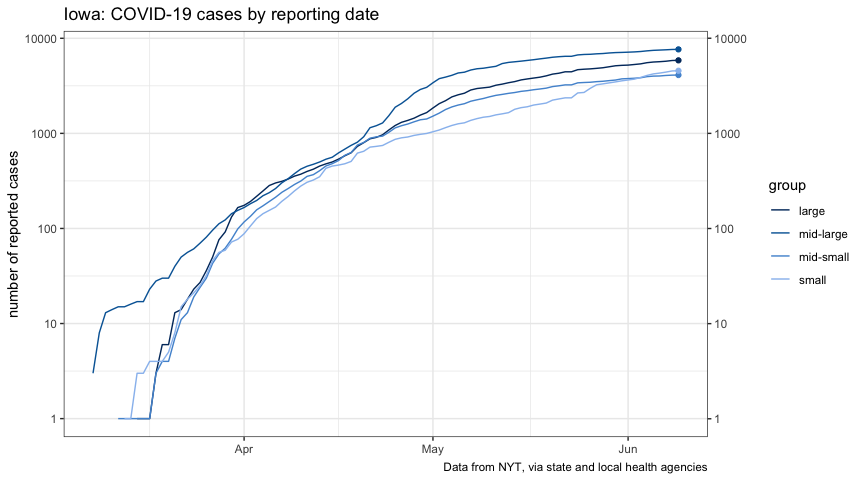 Iowa: COVID-19 cases by reporting date
10000
1000
100
10
1
number of reported cases
10000
1000
100
10
1
Apr
May
Jun
group
large
mid-large
mid-small
small
Data from NYT, via state and local health agencies